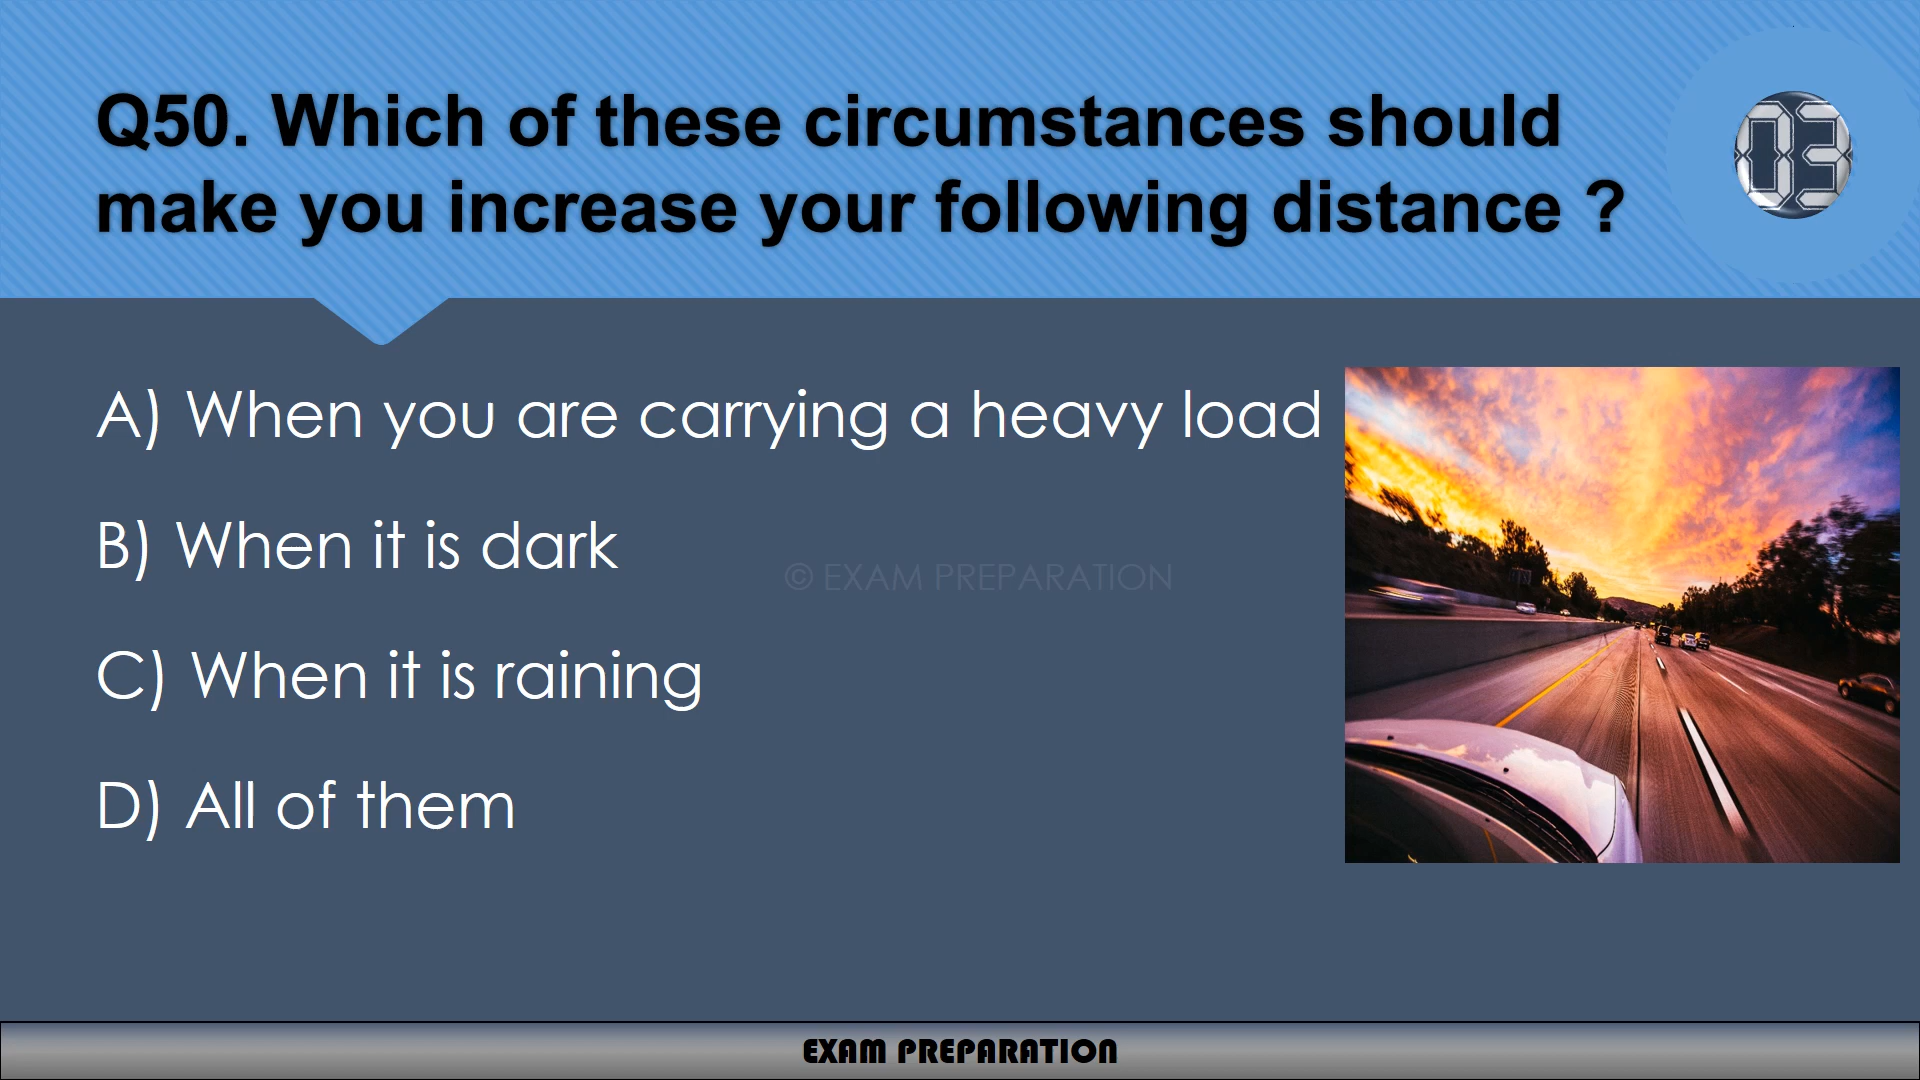 Q50. Which of these circumstances should
make you increase your following distance ?
03
A) When you are carrying a heavy load
B) When it is dark
C) When it is raining
D) All of them
© EXAM PREPARATION
EXAM PREPARATION